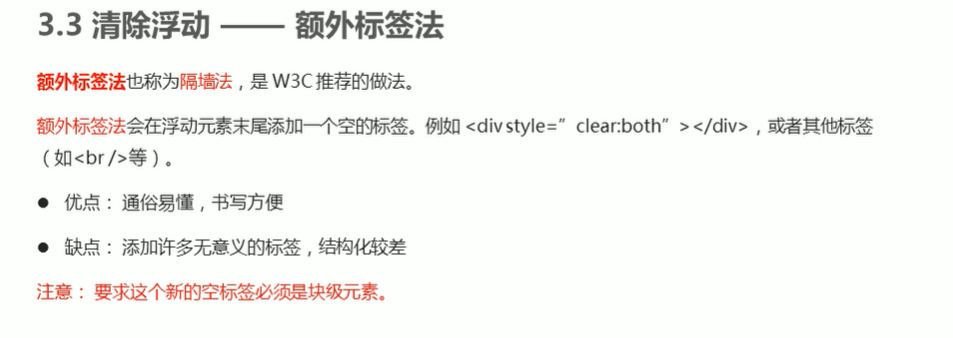 3.3 清除浮动 —— 额外标签法
额外标签法也称为隔墙法，是 W3C 推荐的做法。
额外标签法会在浮动元素末尾添加一个空的标签。例如 <div style=”clear:both”></div>，或者其他标签
（如<br />等）。
● 优点： 通俗易懂，书写方便
● 缺点： 添加许多无意义的标签，结构化较差
注意： 要求这个新的空标签必须是块级元素。